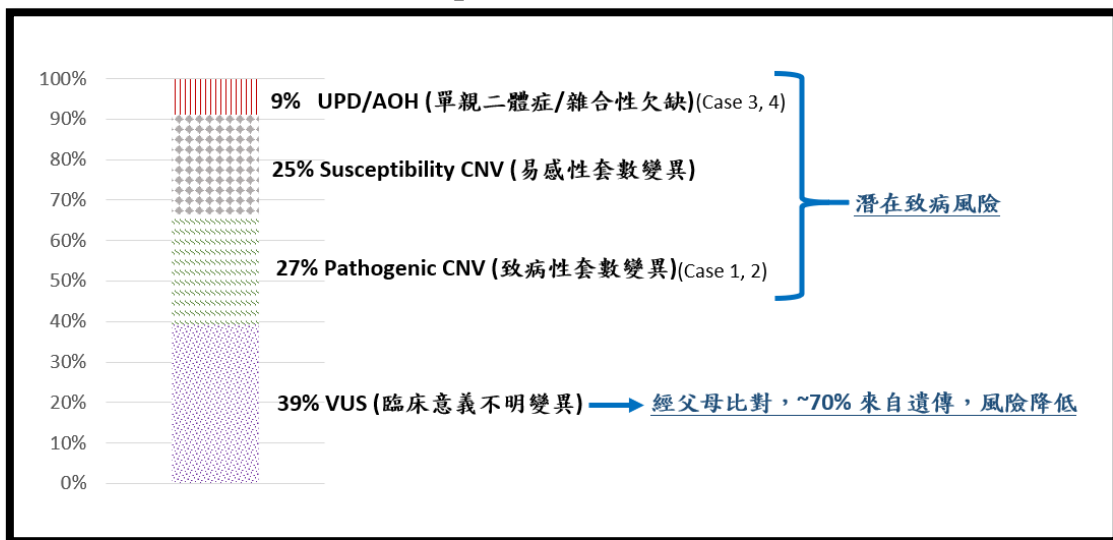 100%
90%
80%
70%
60%
50%
40%
30%
20%
10%
0%
9% UPD/AOH (單親二體症/雜合性欠缺)(Case 3, 4)
25% Susceptibility CNV (易感性套數變異)
潛在致病風險
27% Pathogenic CNV (致病性套數變異)(Case 1, 2)
39% VUS (臨床意義不明變異)
經父母比對，~70% 來自遺傳，風險降低